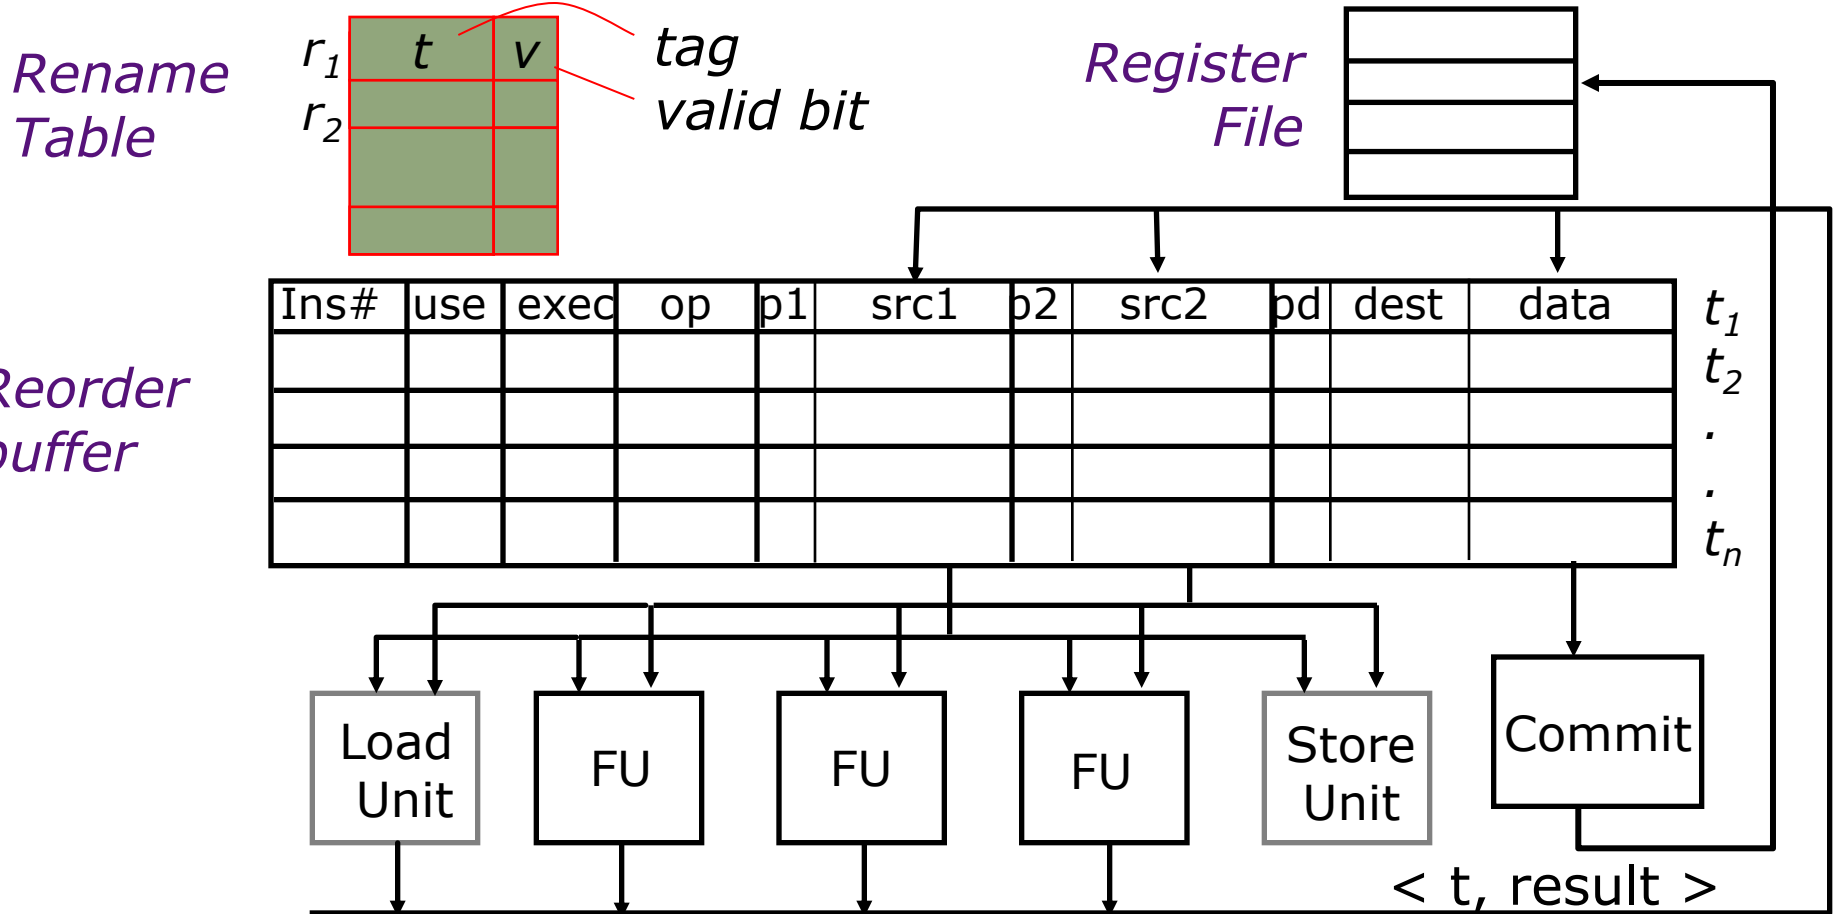 Rename
Table
r1 t v
r2
tag
valid bit
Register
File
Ins# use exec op p1 src1 p2 src2 pd dest data
t1
t2
.
.
tn
Reorder
buffer
Load
Unit
FU
FU
FU
Store
Unit
Commit
< t, result >